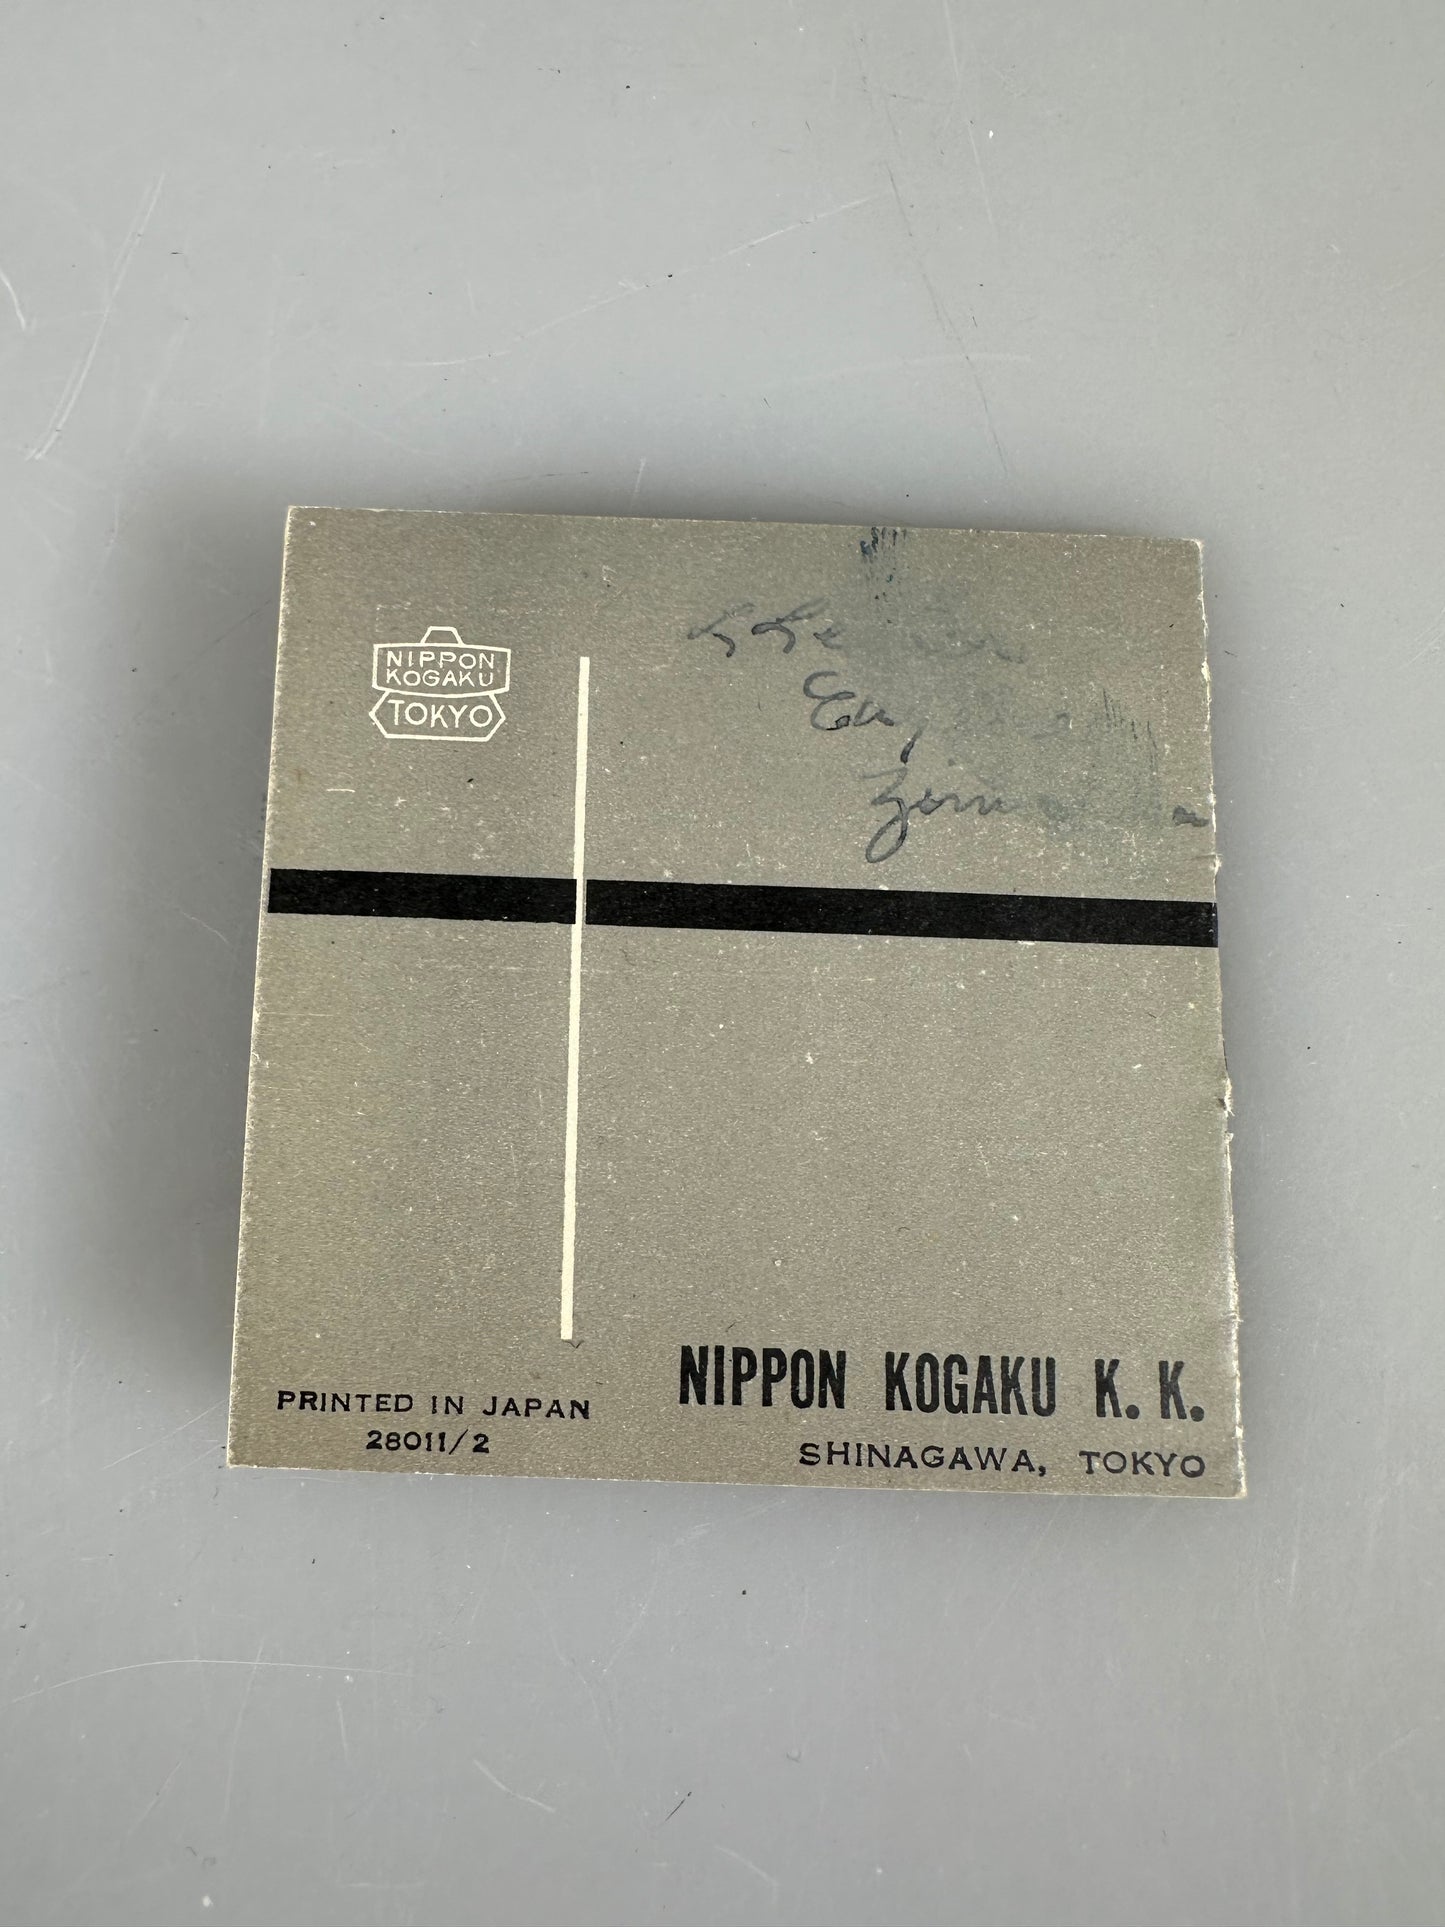 NIPPON
KOGAKU
TOKYO
PRINTED IN JAPAN
28011/2
NIPPON KOGAKU K. K.
SHINAGAWA, TOKYO